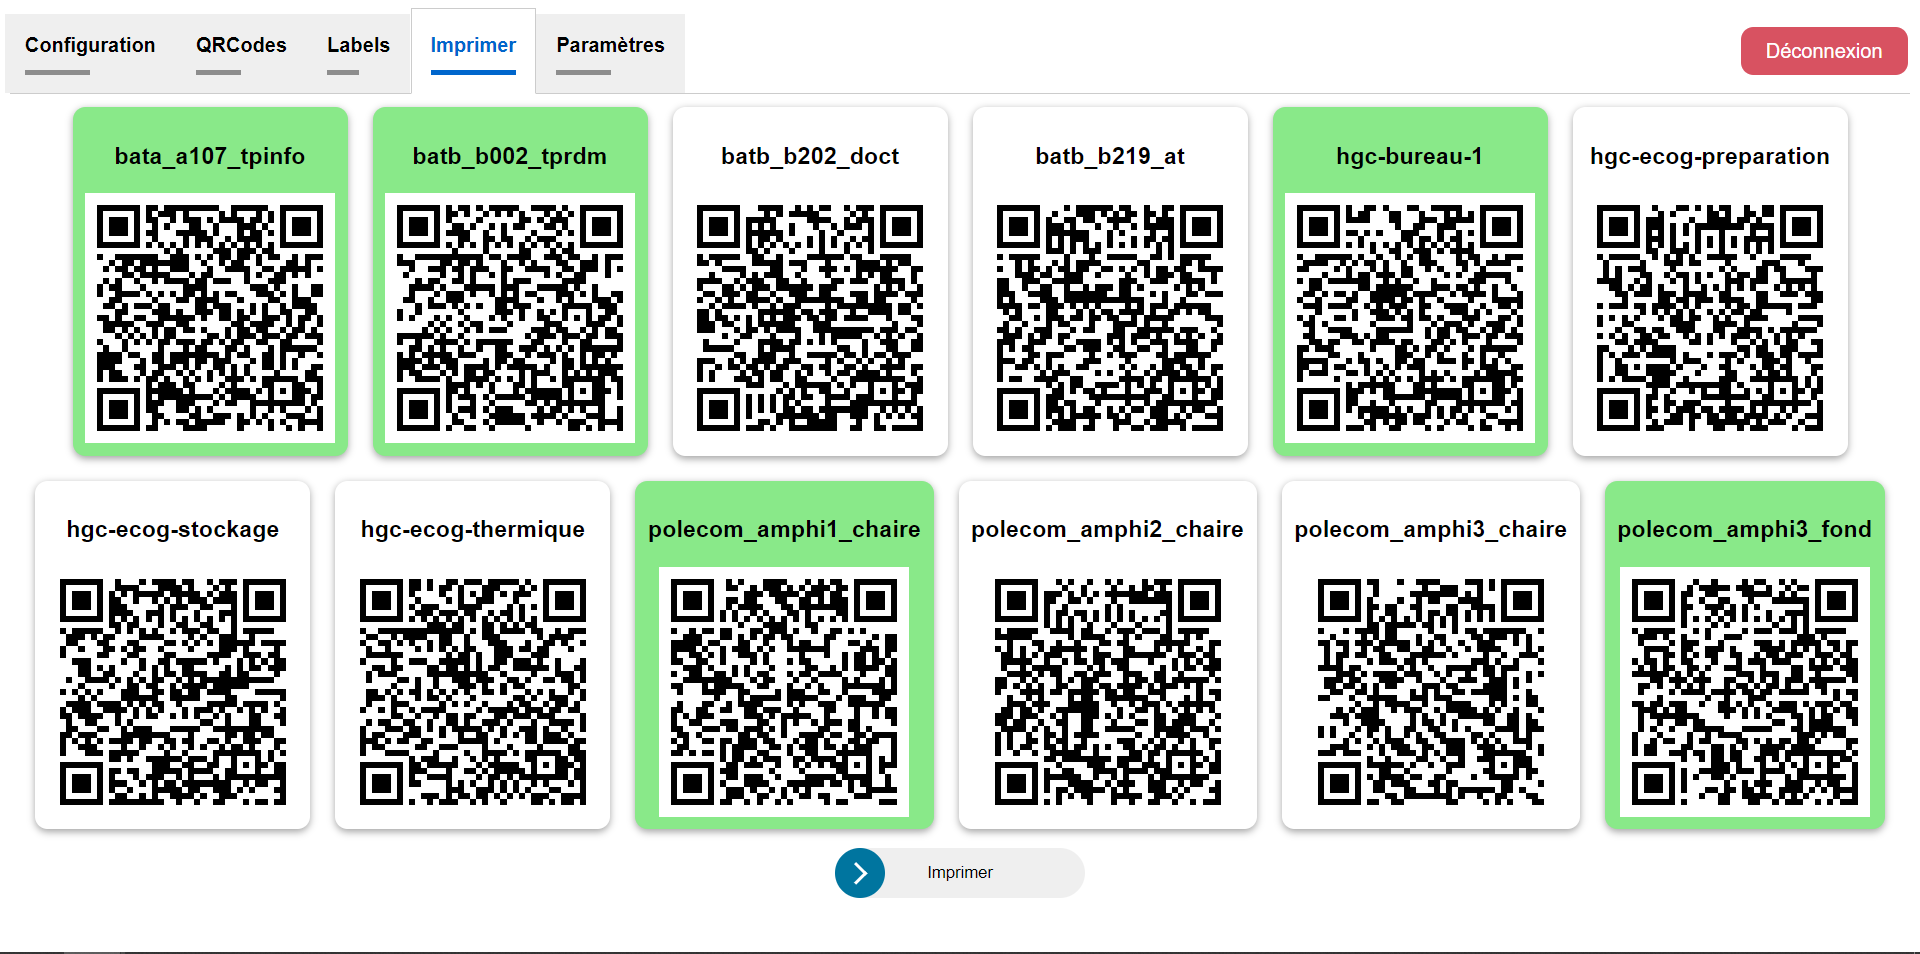 Configuration QRCodes Labels Imprimer Paramètres Déconnexion
bata_a107_tpinfo batb_b002_tprdm batb_b202_doct batb_b219_at hgc-bureau-1 hgc-ecog-preparation
hgc-ecog-stockage hgc-ecog-thermique polecom_amphi1_chaire polecom_amphi2_chaire polecom_amphi3_chaire polecom_amphi3_fond
Imprimer